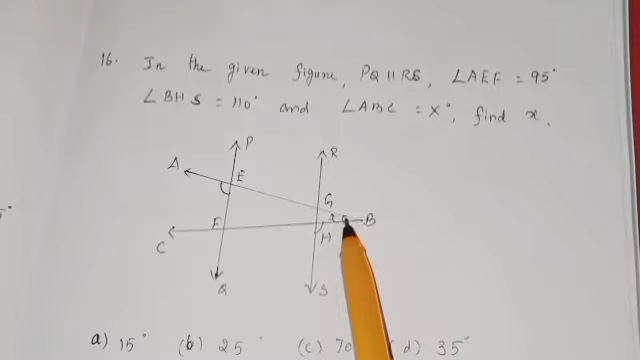 16. In the given figure, PQ || RS, ∠AEF = 95°
∠BHS = 110° and ∠ABC = x°, find x.
P
R
A
E
G
F
x
B
H
C
Q
S
a) 15° (b) 25° (c) 70 (d) 35°